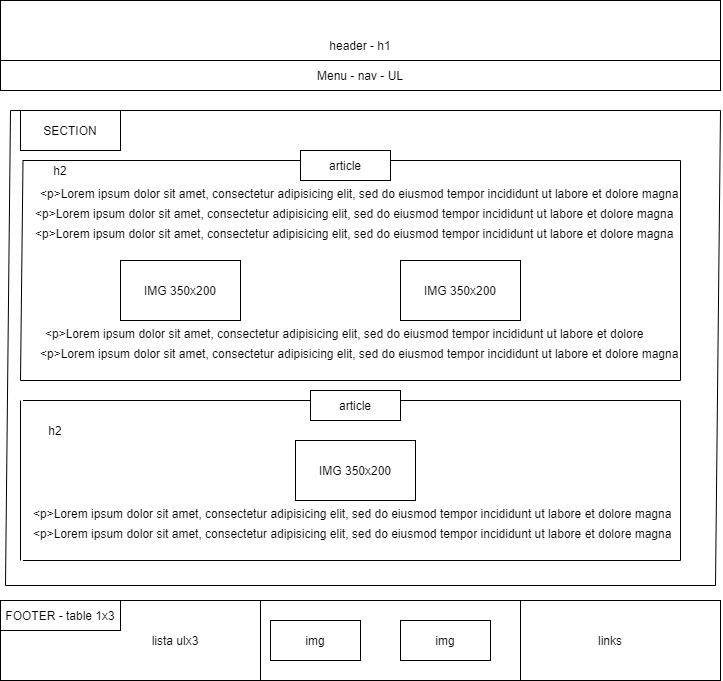 header - h1
Menu - nav - UL
SECTION
article
h2
<p>Lorem ipsum dolor sit amet, consectetur adipisicing elit, sed do eiusmod tempor incididunt ut labore et dolore magna
<p>Lorem ipsum dolor sit amet, consectetur adipisicing elit, sed do eiusmod tempor incididunt ut labore et dolore magna
<p>Lorem ipsum dolor sit amet, consectetur adipisicing elit, sed do eiusmod tempor incididunt ut labore et dolore magna
IMG 350x200 IMG 350x200
<p>Lorem ipsum dolor sit amet, consectetur adipisicing elit, sed do eiusmod tempor incididunt ut labore et dolore
<p>Lorem ipsum dolor sit amet, consectetur adipisicing elit, sed do eiusmod tempor incididunt ut labore et dolore magna
article
h2
IMG 350x200
<p>Lorem ipsum dolor sit amet, consectetur adipisicing elit, sed do eiusmod tempor incididunt ut labore et dolore magna
<p>Lorem ipsum dolor sit amet, consectetur adipisicing elit, sed do eiusmod tempor incididunt ut labore et dolore magna
FOOTER - table 1x3
lista ulx3 img img links